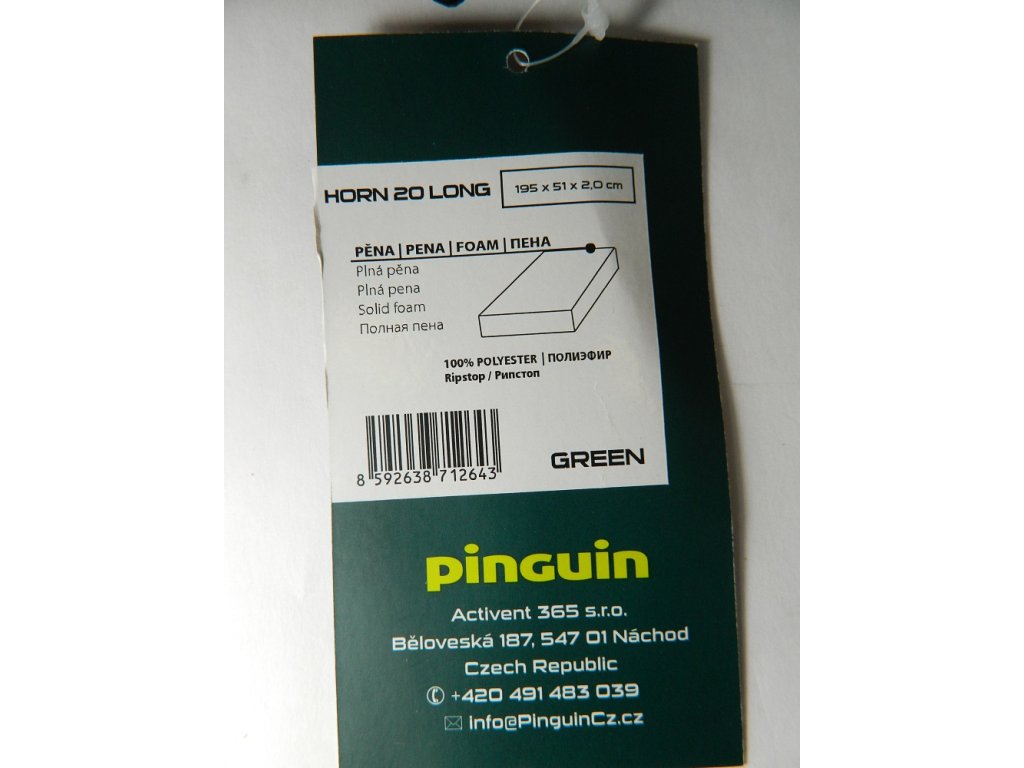 HORN 20 LONG
195 x 51 x 2,0 cm
PĚNA | PENA | FOAM | ПЕНА
Plná pěna
Plná pena
Solid foam
Полная пена
100% POLYESTER | ПОЛИЭФИР
Ripstop / Рипстоп
8 592638 712643
GREEN
pinguin
Activent 365 s.r.o.
Běloveská 187, 547 01 Náchod
Czech Republic
+420 491 483 039
info@PinguinCz.cz